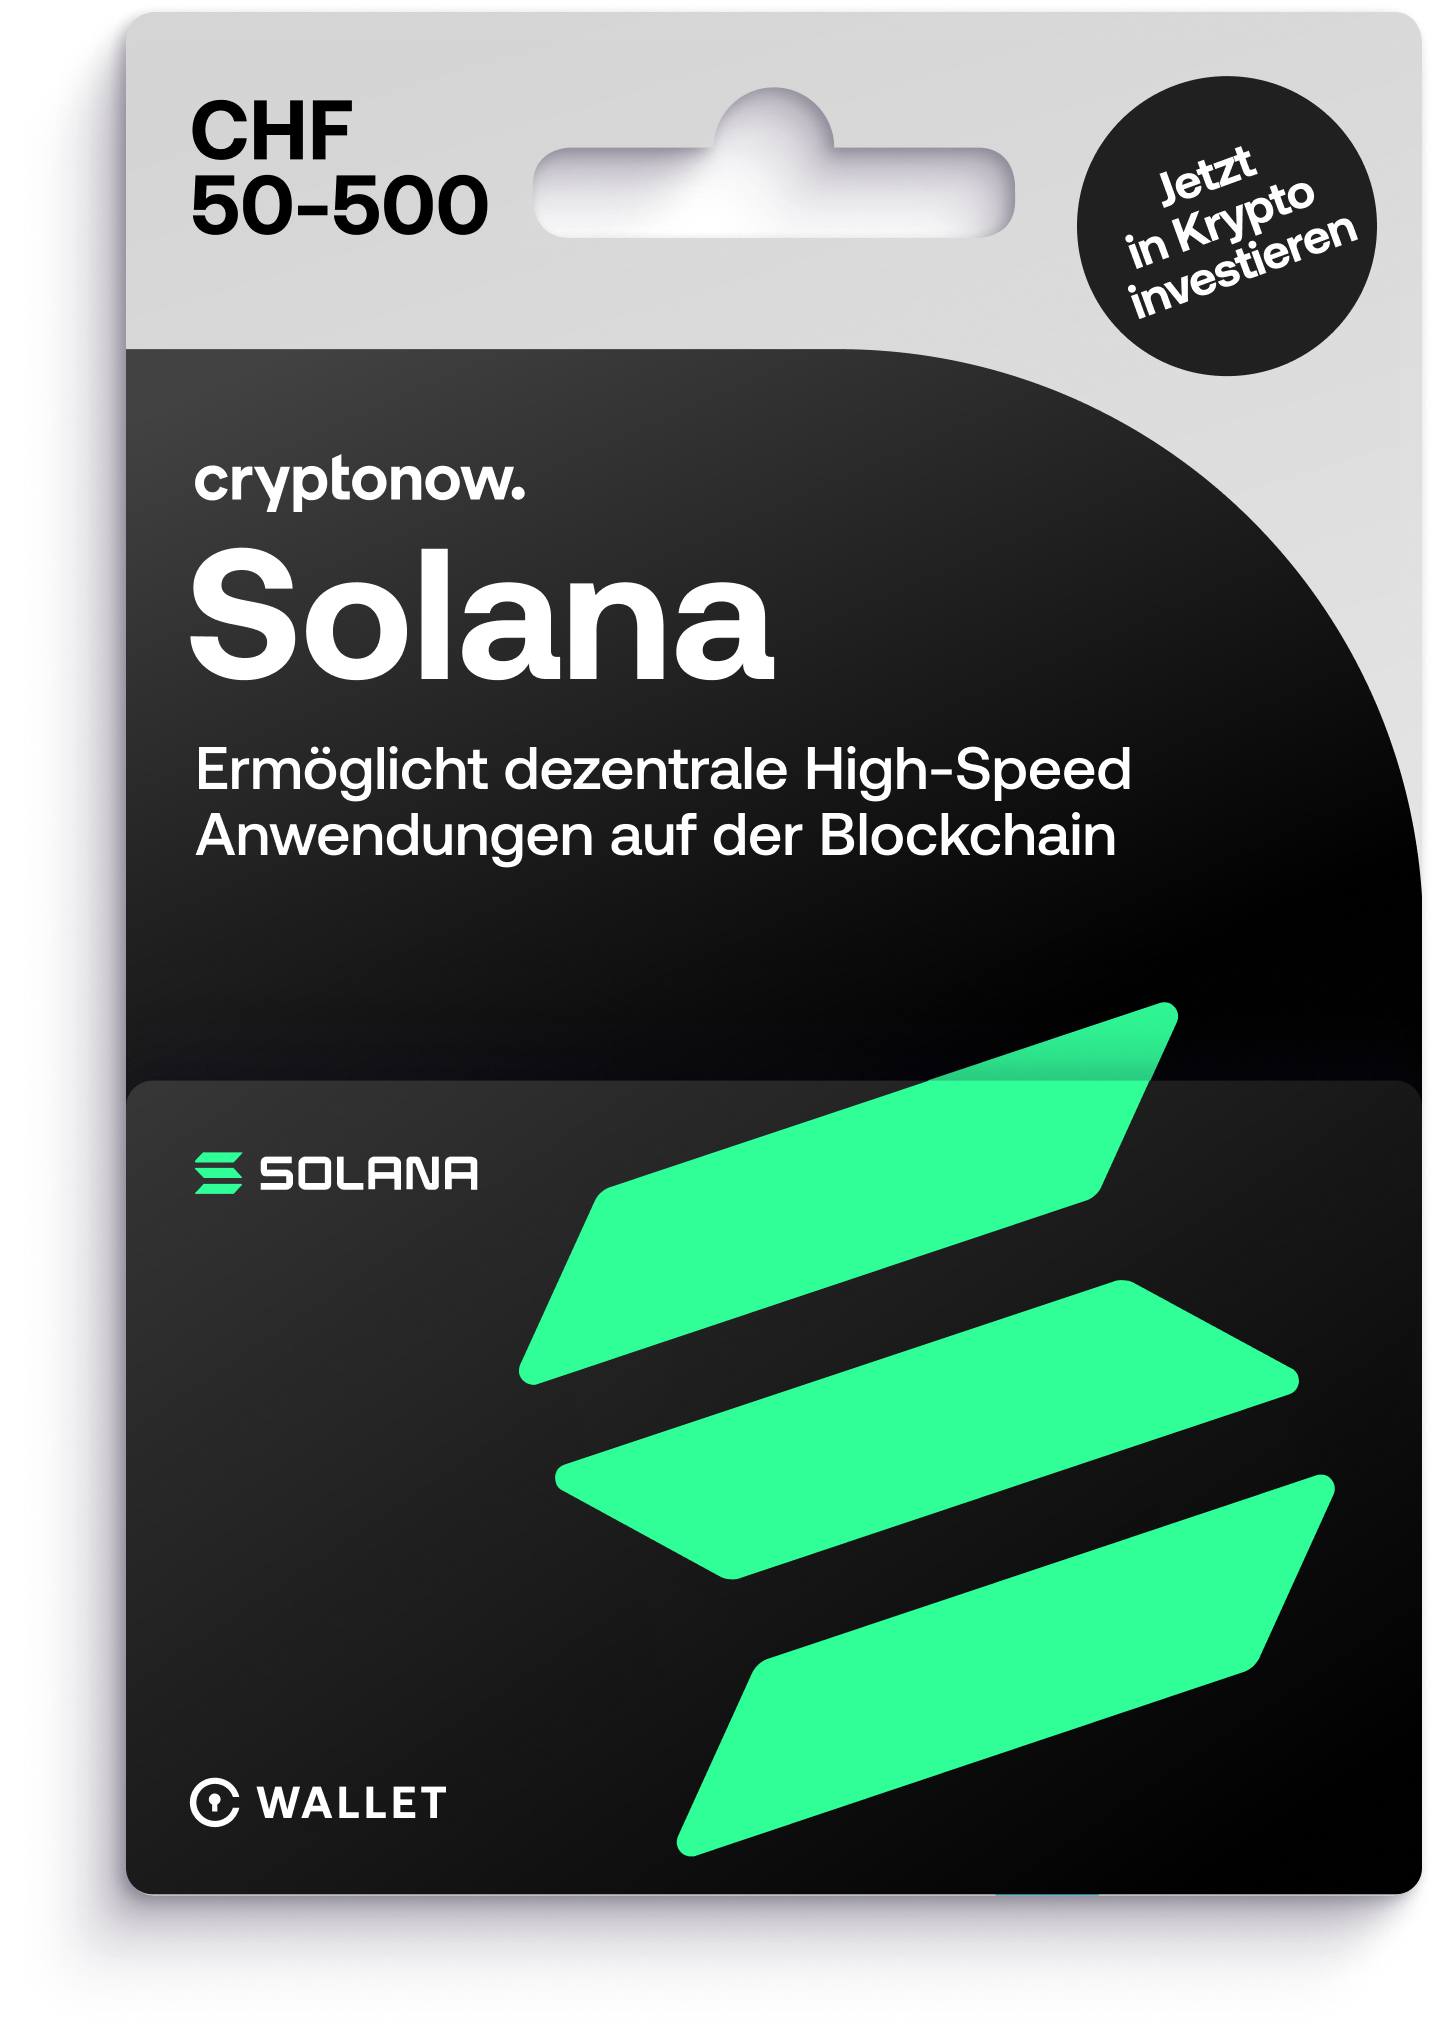 CHF
50-500
Jetzt
in Krypto
investieren
cryptonow.
Solana
Ermöglicht dezentrale High-Speed
Anwendungen auf der Blockchain
SOLANA
WALLET